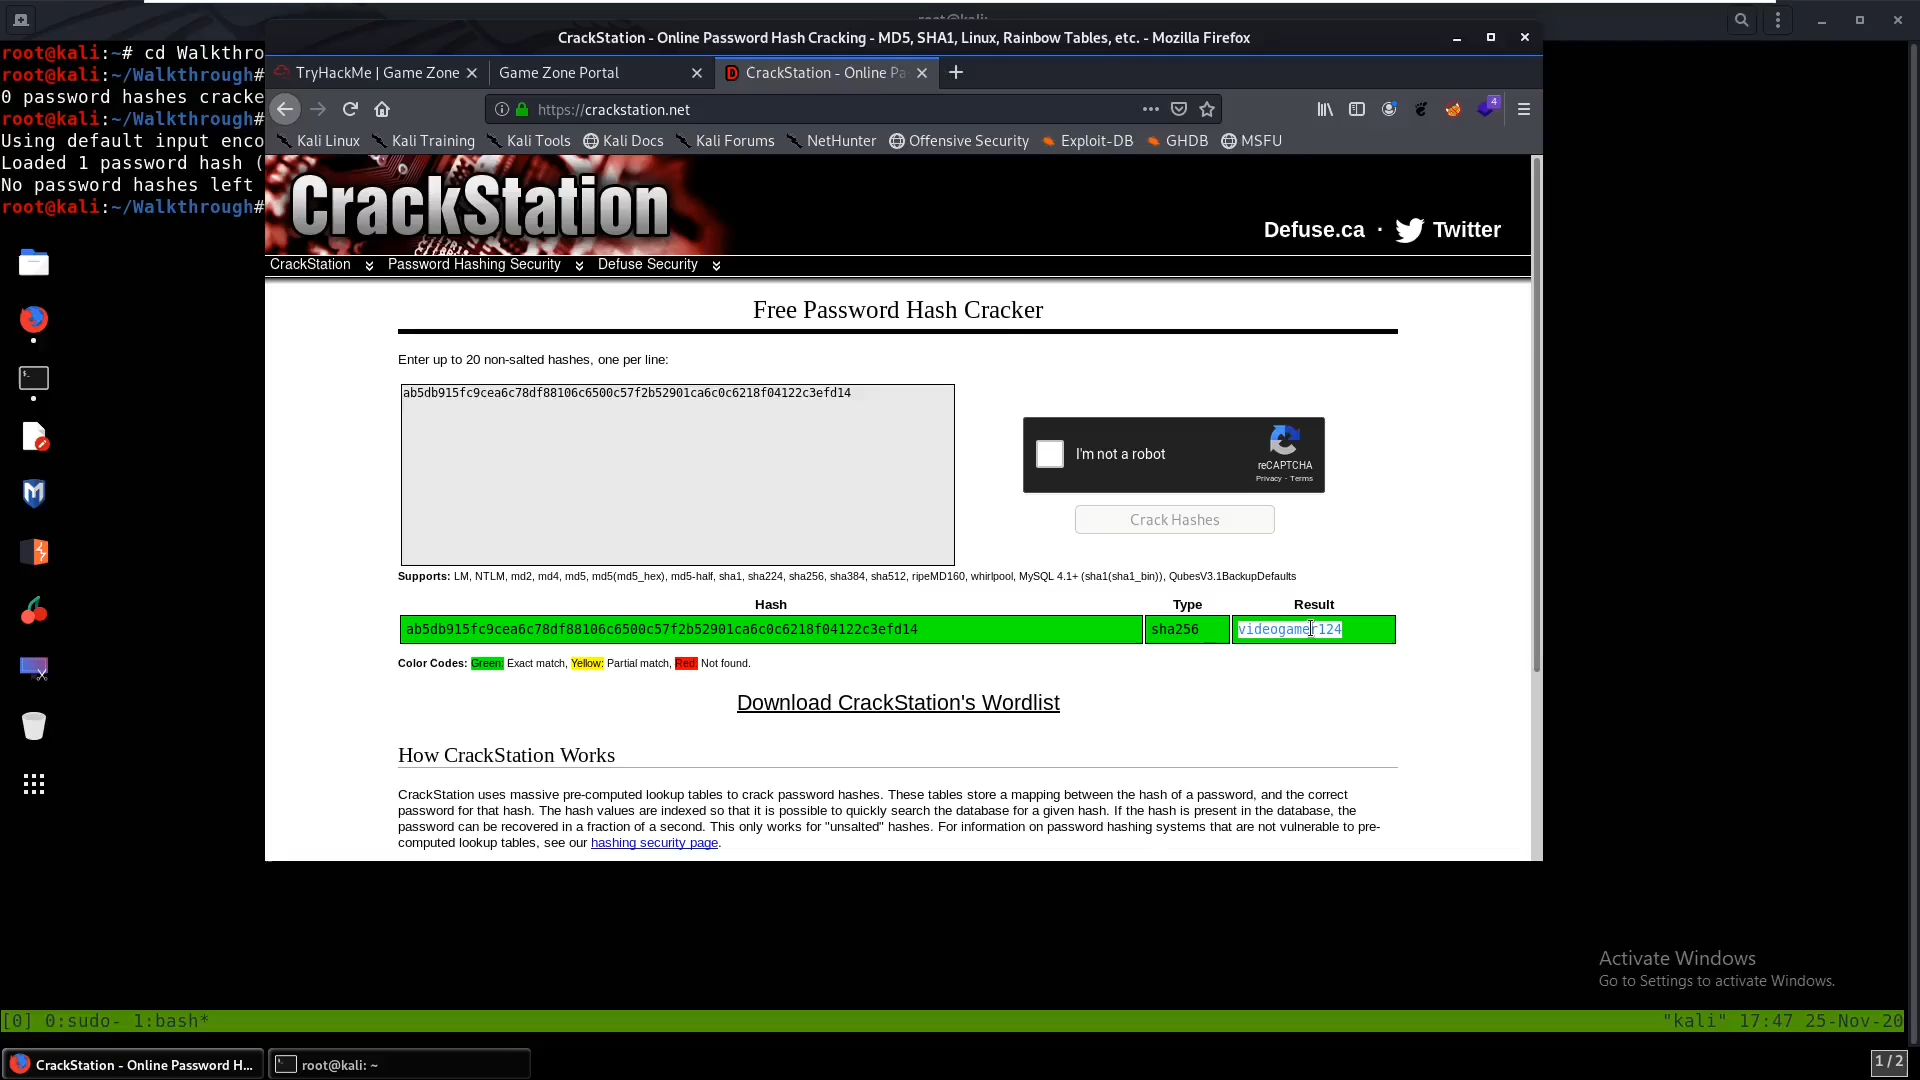 root@kali: ~
root@kali:~# cd Walkthro
root@kali:~/Walkthrough#
0 password hashes cracke
root@kali:~/Walkthrough#
Using default input enco
Loaded 1 password hash (
No password hashes left
root@kali:~/Walkthrough#
CrackStation - Online Password Hash Cracking - MD5, SHA1, Linux, Rainbow Tables, etc. - Mozilla Firefox
TryHackMe | Game Zone
Game Zone Portal
CrackStation - Online Pa
https://crackstation.net
4
Kali Linux Kali Training Kali Tools Kali Docs Kali Forums NetHunter Offensive Security Exploit-DB GHDB MSFU
CrackStation
Defuse.ca · Twitter
CrackStation Password Hashing Security Defuse Security
Free Password Hash Cracker
Enter up to 20 non-salted hashes, one per line:
ab5db915fc9cea6c78df88106c6500c57f2b52901ca6c0c6218f04122c3efd14
I'm not a robot
reCAPTCHA
Privacy - Terms
Crack Hashes
Supports: LM, NTLM, md2, md4, md5, md5(md5_hex), md5-half, sha1, sha224, sha256, sha384, sha512, ripeMD160, whirlpool, MySQL 4.1+ (sha1(sha1_bin)), QubesV3.1BackupDefaults
Hash Type Result
ab5db915fc9cea6c78df88106c6500c57f2b52901ca6c0c6218f04122c3efd14 sha256 videogamer124
Color Codes: Green: Exact match, Yellow: Partial match, Red: Not found.
Download CrackStation's Wordlist
How CrackStation Works
CrackStation uses massive pre-computed lookup tables to crack password hashes. These tables store a mapping between the hash of a password, and the correct
password for that hash. The hash values are indexed so that it is possible to quickly search the database for a given hash. If the hash is present in the database, the
password can be recovered in a fraction of a second. This only works for "unsalted" hashes. For information on password hashing systems that are not vulnerable to pre-
computed lookup tables, see our hashing security page.
Activate Windows
Go to Settings to activate Windows.
[0] 0:sudo- 1:bash* "kali" 17:47 25-Nov-20
CrackStation - Online Password H... root@kali: ~ 1 / 2